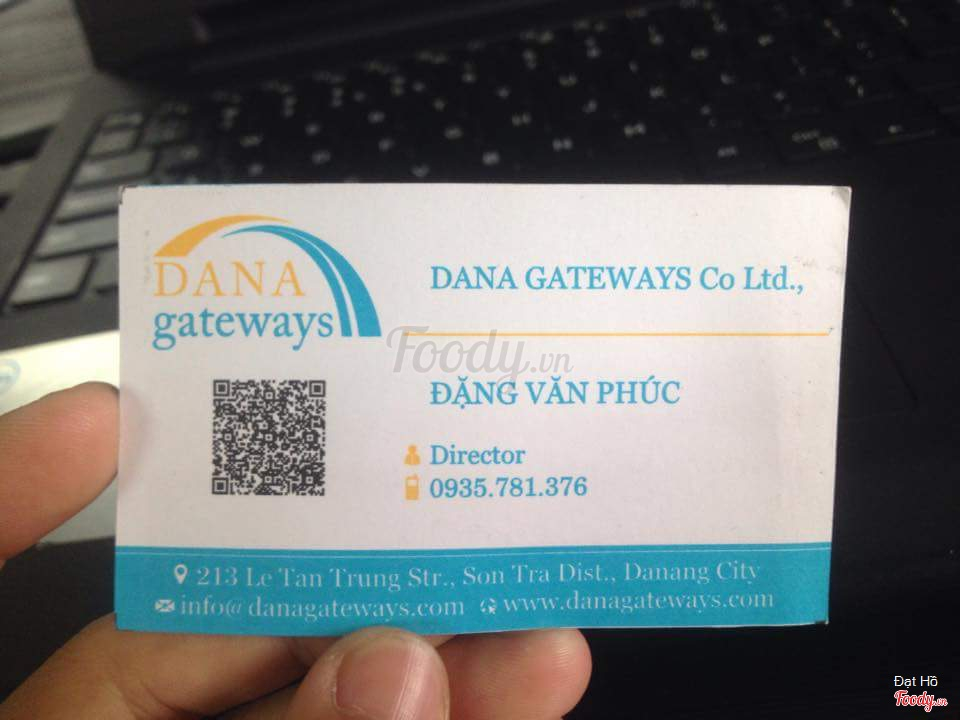 DANA
gateways
DANA GATEWAYS Co Ltd.,
Foody.vn
ĐẶNG VĂN PHÚC
Director
0935.781.376
213 Le Tan Trung Str., Son Tra Dist., Danang City
info@danagateways.com www.danagateways.com
Đạt Hồ
Foody.vn